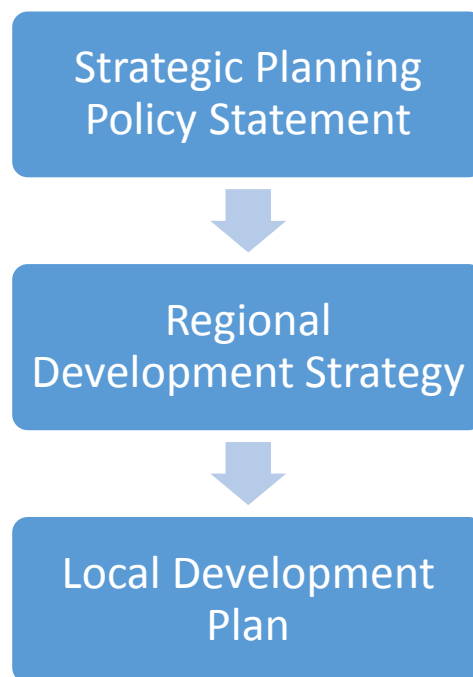 Strategic Planning
Policy Statement
Regional
Development Strategy
Local Development
Plan